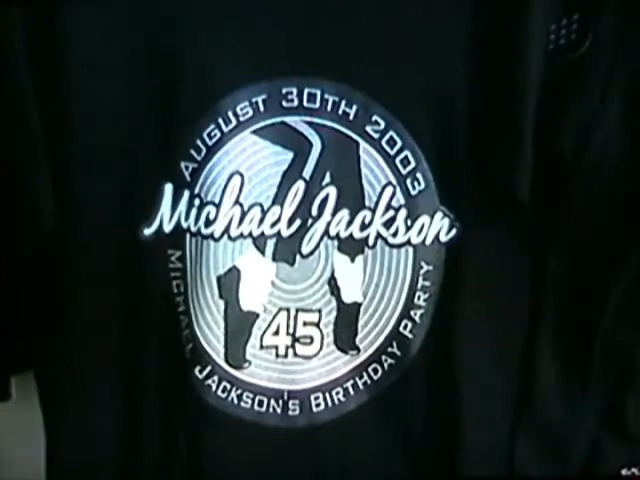 AUGUST 30TH 2003
Michael Jackson
45
MICHAEL JACKSON'S BIRTHDAY PARTY